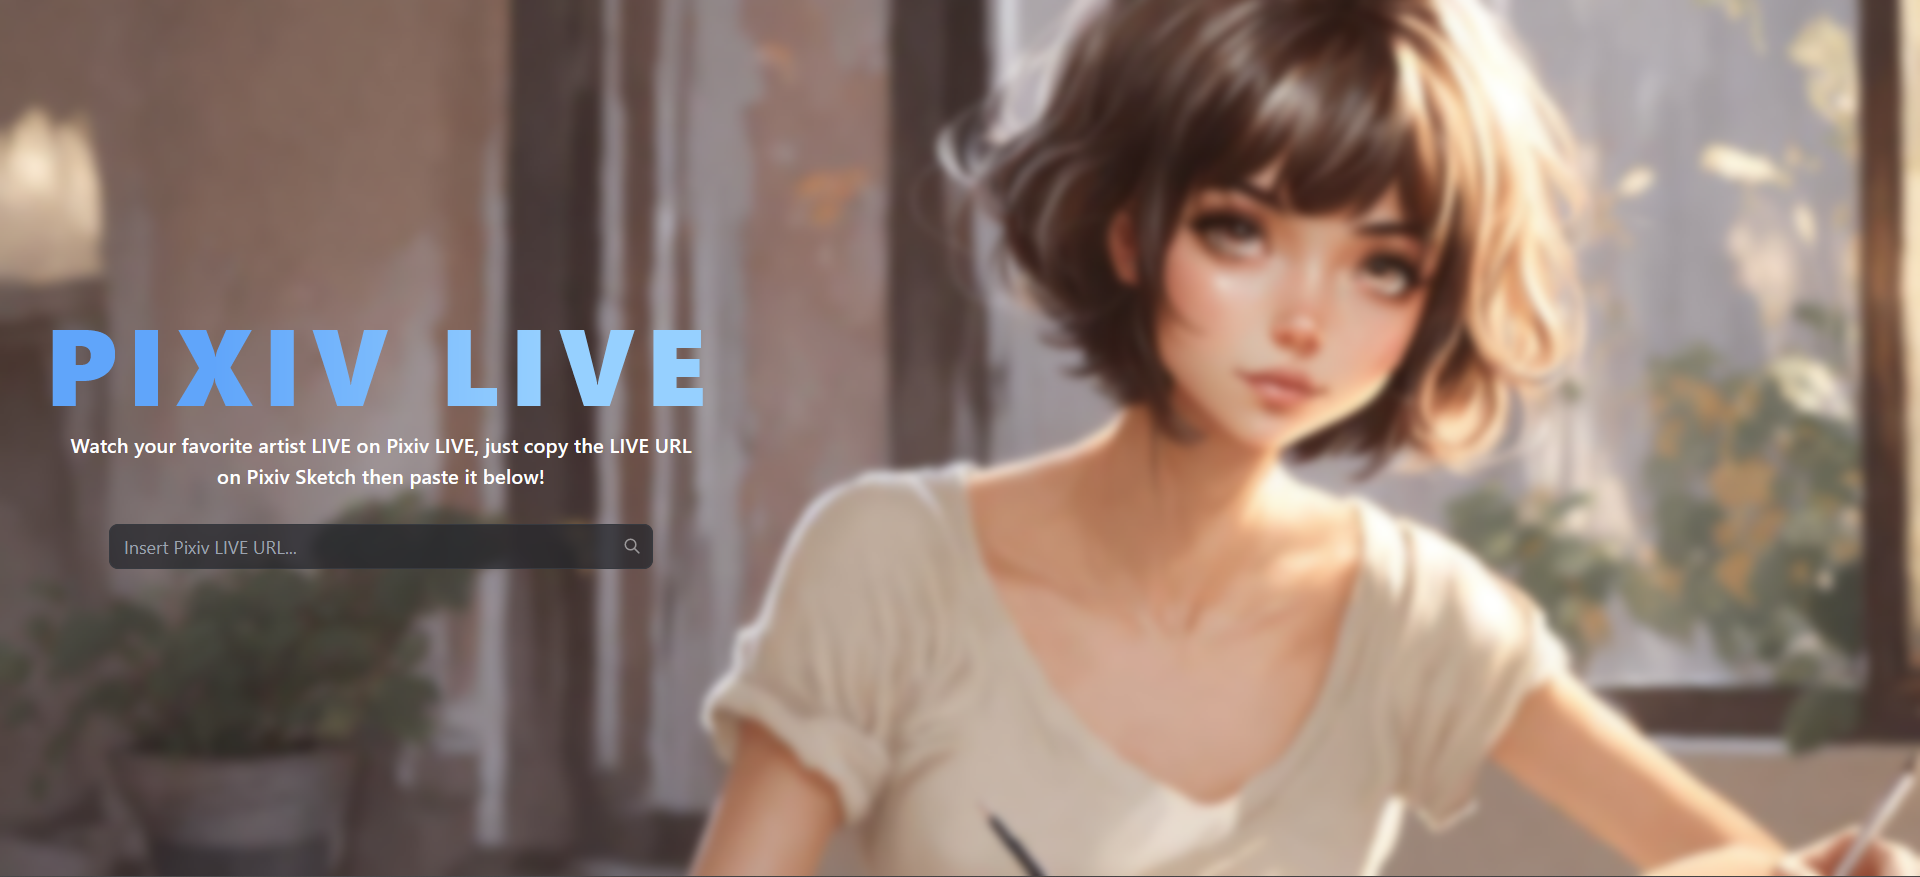 PIXIV LIVE
Watch your favorite artist LIVE on Pixiv LIVE, just copy the LIVE URL
on Pixiv Sketch then paste it below!
Insert Pixiv LIVE URL...